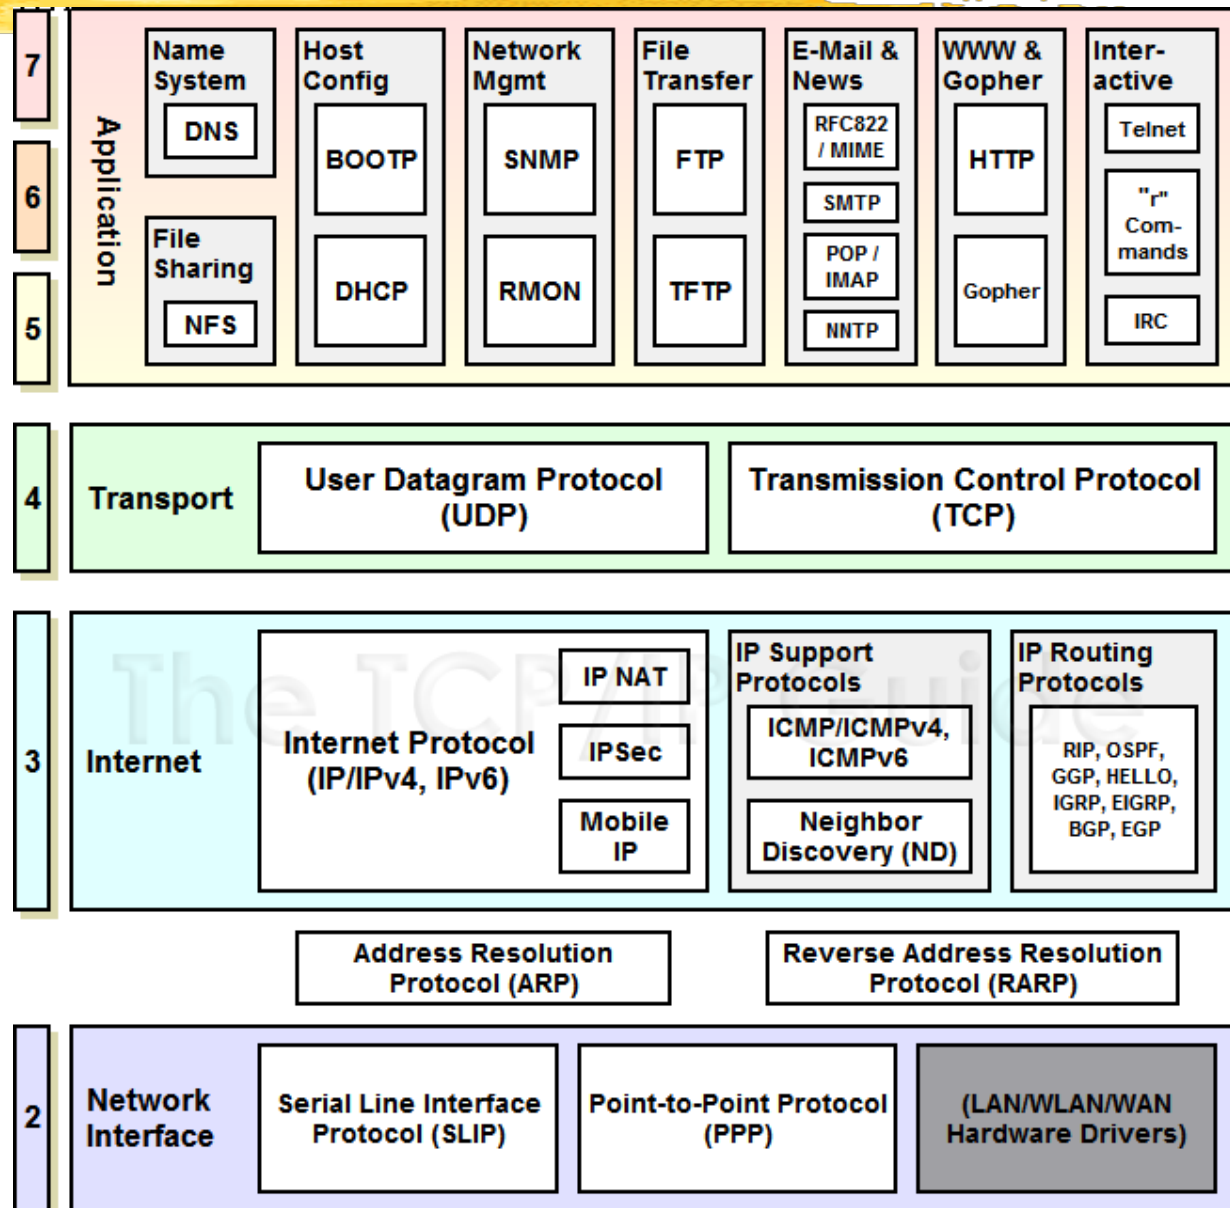 7
6
5
Application
Name
System
DNS
File
Sharing
NFS
Host
Config
BOOTP
DHCP
Network
Mgmt
SNMP
RMON
File
Transfer
FTP
TFTP
E-Mail &
News
RFC822
/ MIME
SMTP
POP /
IMAP
NNTP
WWW &
Gopher
HTTP
Gopher
Inter-
active
Telnet
"r"
Com-
mands
IRC
4
Transport
User Datagram Protocol
(UDP)
Transmission Control Protocol
(TCP)
The TCP/IP Guide
3
Internet
Internet Protocol
(IP/IPv4, IPv6)
IP NAT
IPSec
Mobile
IP
IP Support
Protocols
ICMP/ICMPv4,
ICMPv6
Neighbor
Discovery (ND)
IP Routing
Protocols
RIP, OSPF,
GGP, HELLO,
IGRP, EIGRP,
BGP, EGP
Address Resolution
Protocol (ARP)
Reverse Address Resolution
Protocol (RARP)
2
Network
Interface
Serial Line Interface
Protocol (SLIP)
Point-to-Point Protocol
(PPP)
(LAN/WLAN/WAN
Hardware Drivers)